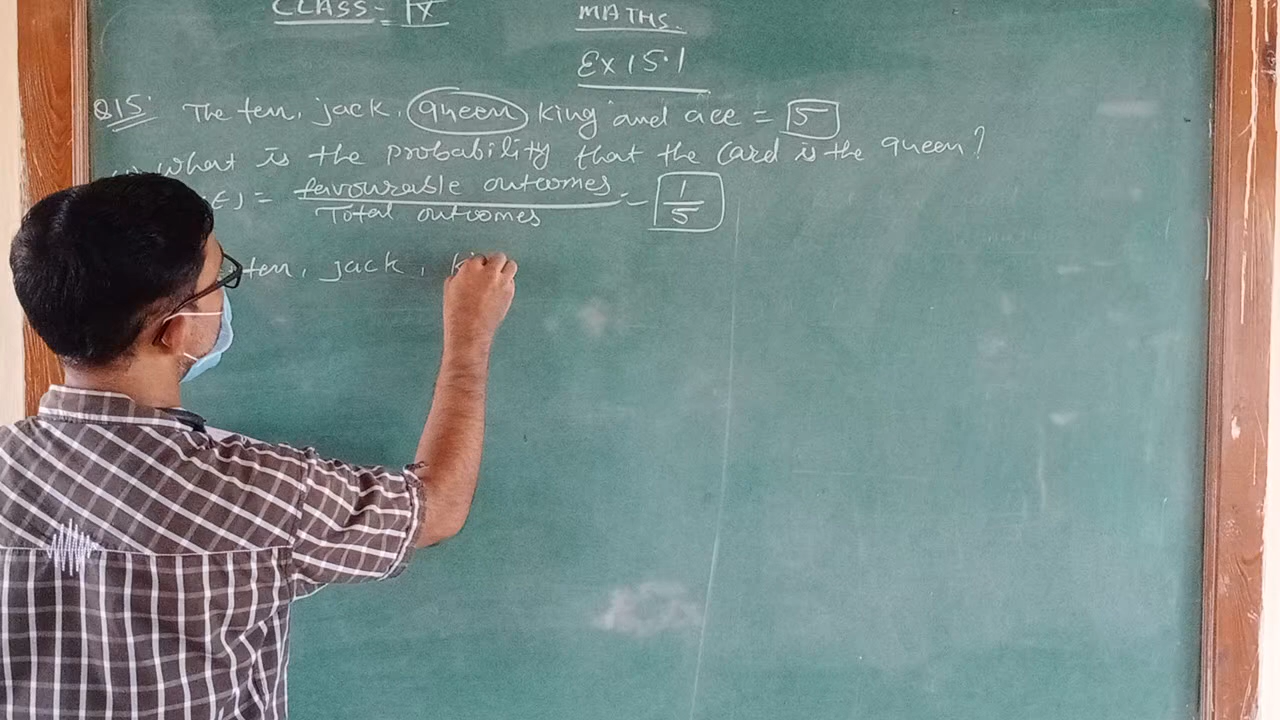 CLASS- IX
MATHS.
Ex 15.1
Q15. The ten, jack, queen king and ace = 5
What is the probability that the card is the queen?
E) = favourable outcomes / Total outcomes = 1/5
ten, jack,